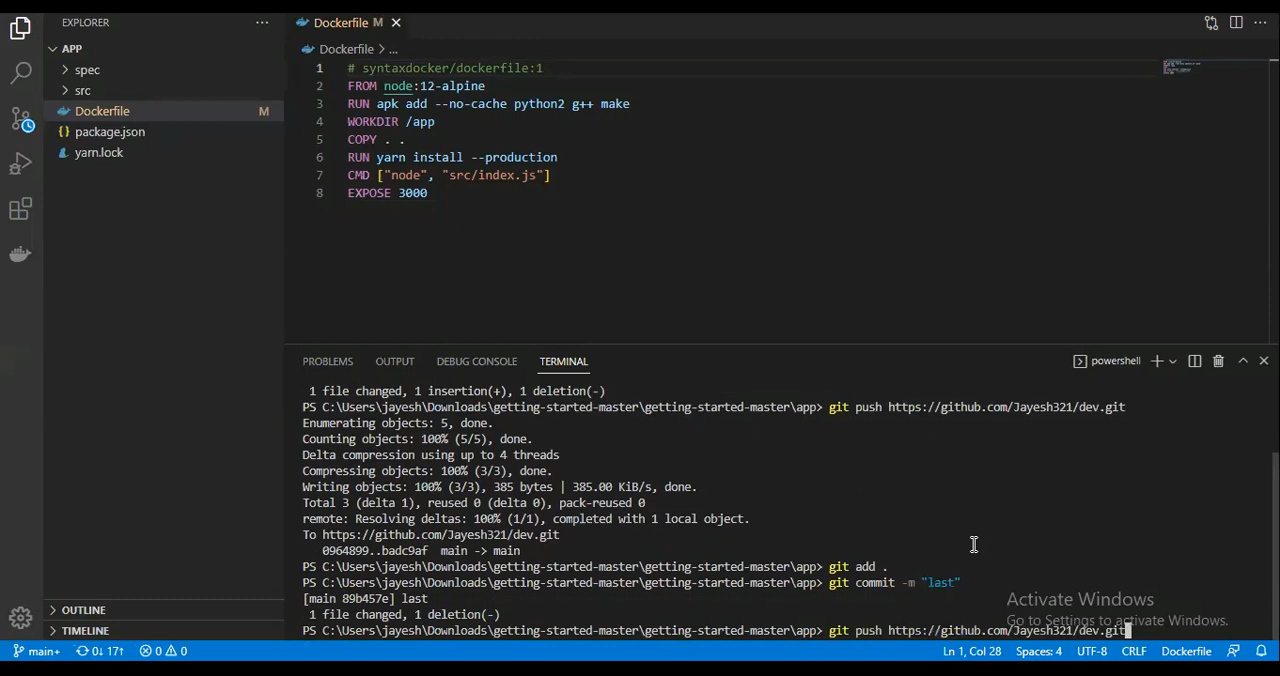 EXPLORER
APP
spec
src
Dockerfile M
package.json
yarn.lock
OUTLINE
TIMELINE
Dockerfile M
Dockerfile > ...
1 # syntaxdocker/dockerfile:1
2 FROM node:12-alpine
3 RUN apk add --no-cache python2 g++ make
4 WORKDIR /app
5 COPY . .
6 RUN yarn install --production
7 CMD ["node", "src/index.js"]
8 EXPOSE 3000
PROBLEMS OUTPUT DEBUG CONSOLE TERMINAL powershell
1 file changed, 1 insertion(+), 1 deletion(-)
PS C:\Users\jayesh\Downloads\getting-started-master\getting-started-master\app> git push https://github.com/Jayesh321/dev.git
Enumerating objects: 5, done.
Counting objects: 100% (5/5), done.
Delta compression using up to 4 threads
Compressing objects: 100% (3/3), done.
Writing objects: 100% (3/3), 385 bytes | 385.00 KiB/s, done.
Total 3 (delta 1), reused 0 (delta 0), pack-reused 0
remote: Resolving deltas: 100% (1/1), completed with 1 local object.
To https://github.com/Jayesh321/dev.git
0964899..badc9af main -> main
PS C:\Users\jayesh\Downloads\getting-started-master\getting-started-master\app> git add .
PS C:\Users\jayesh\Downloads\getting-started-master\getting-started-master\app> git commit -m "last"
[main 89b457e] last
1 file changed, 1 deletion(-)
PS C:\Users\jayesh\Downloads\getting-started-master\getting-started-master\app> git push https://github.com/Jayesh321/dev.git
Activate Windows
Go to Settings to activate Windows.
main+ 0↓ 17↑ 0 0 Ln 1, Col 28 Spaces: 4 UTF-8 CRLF Dockerfile